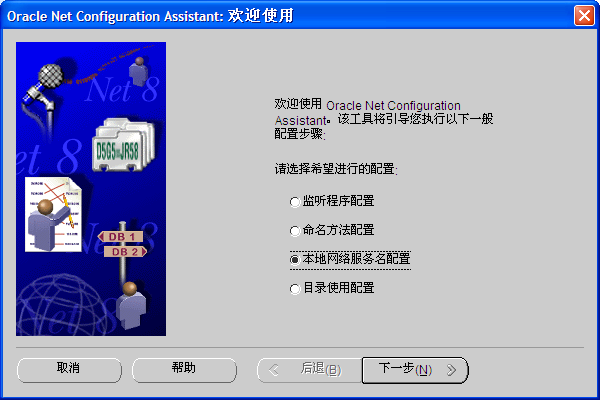 Oracle Net Configuration Assistant: 欢迎使用
Net 8
D5G5 JR58
et 8
DB 1
DB 2
Net 8
欢迎使用 Oracle Net Configuration
Assistant。该工具将引导您执行以下一般
配置步骤:
请选择希望进行的配置:
监听程序配置
命名方法配置
本地网络服务名配置
目录使用配置
取消
帮助
后退(B)
下一步(N)